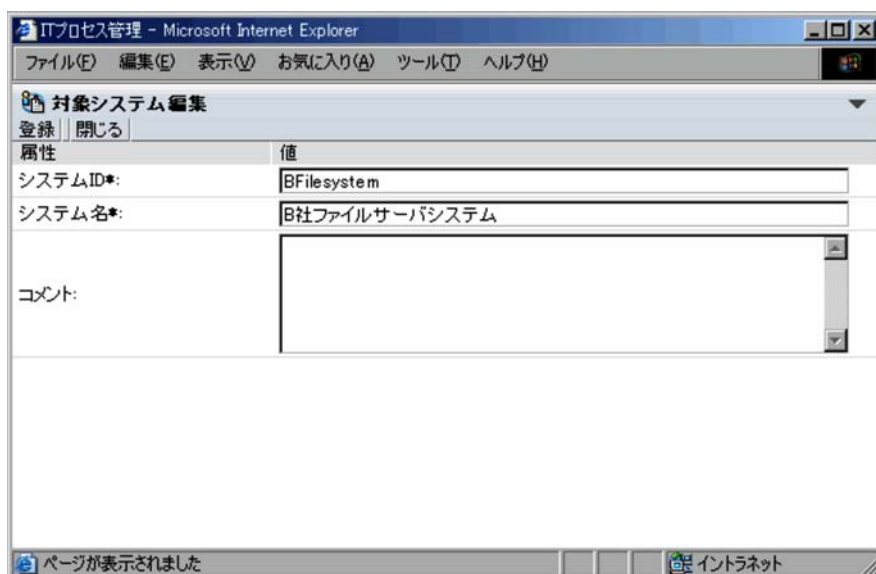 ITプロセス管理 - Microsoft Internet Explorer
ファイル(F) 編集(E) 表示(V) お気に入り(A) ツール(T) ヘルプ(H)
対象システム編集
登録 閉じる
属性 値
システムID*: BFilesystem
システム名*: B社ファイルサーバシステム
コメント:
ページが表示されました イントラネット